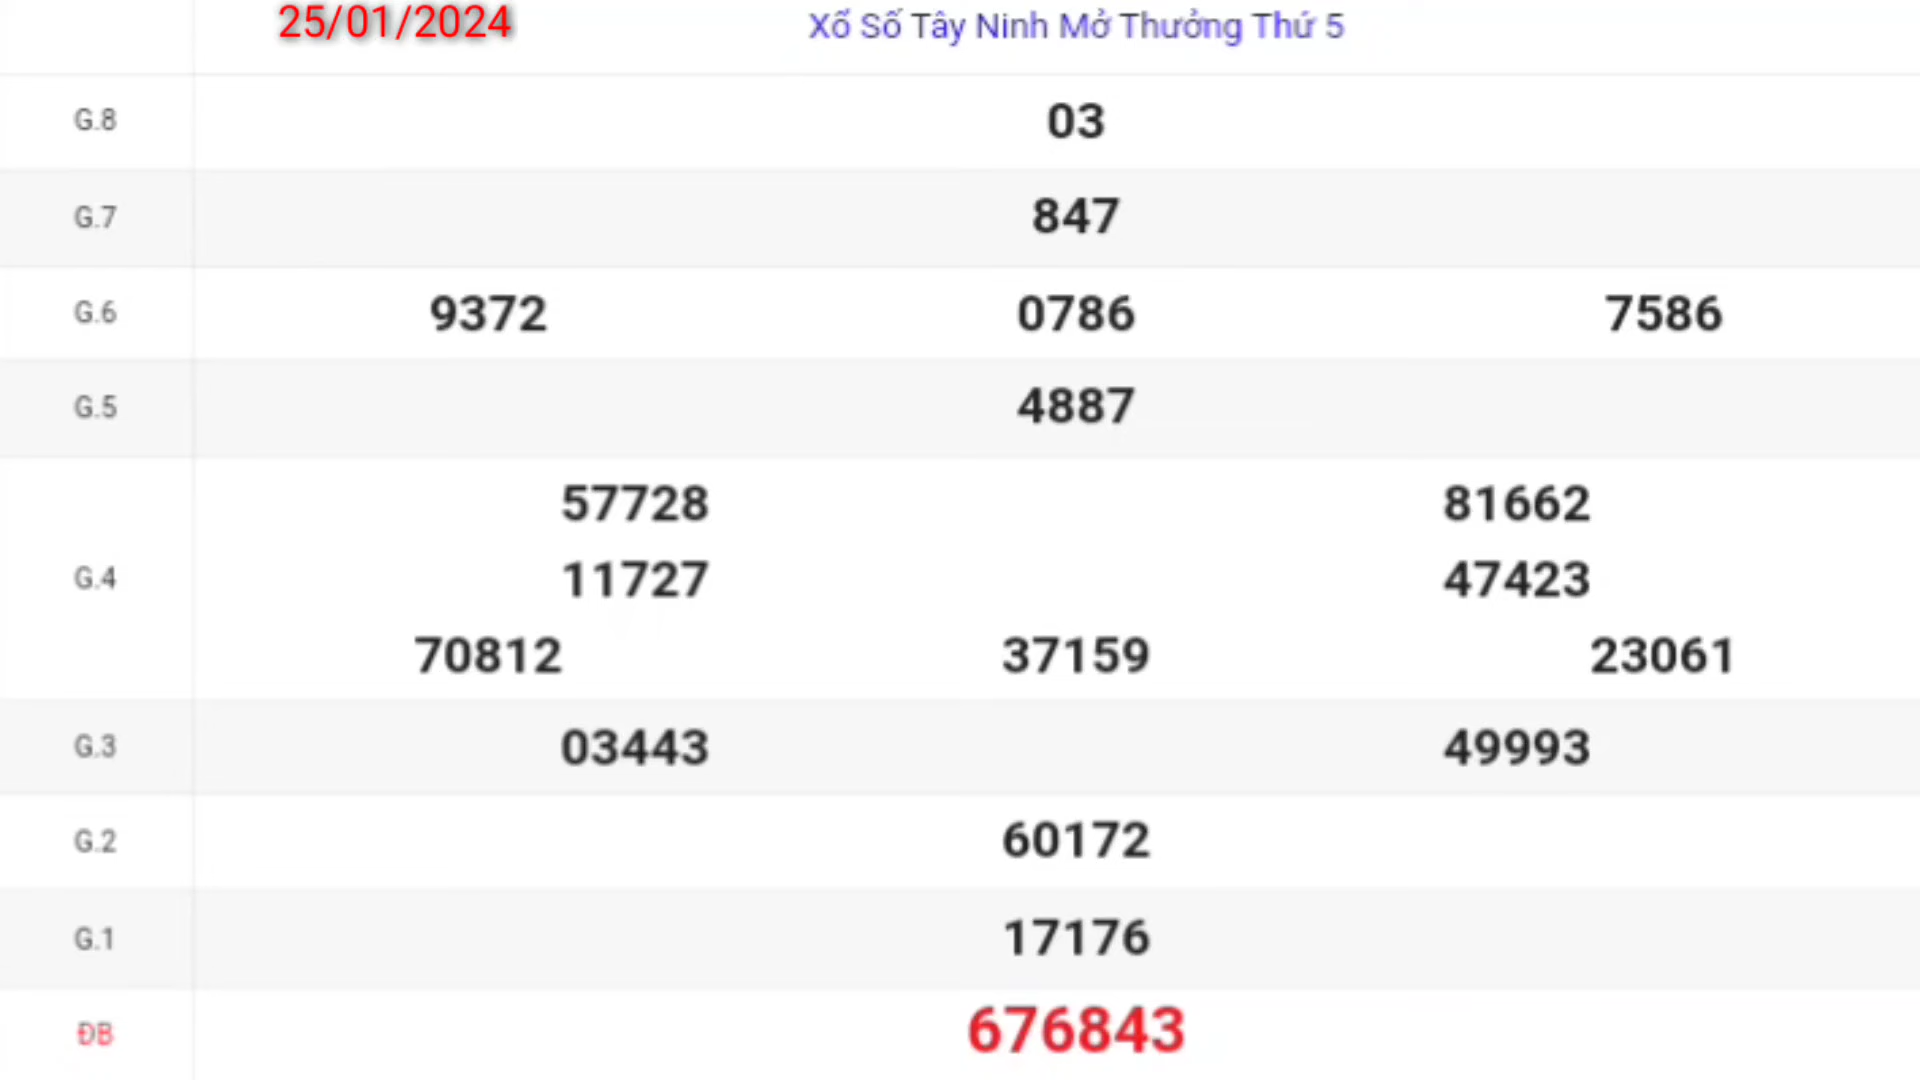 25/01/2024 Xổ Số Tây Ninh Mở Thưởng Thứ 5
G.8 03
G.7 847
G.6 9372 0786 7586
G.5 4887
57728 81662
G.4 11727 47423
70812 37159 23061
G.3 03443 49993
G.2 60172
G.1 17176
ĐB 676843